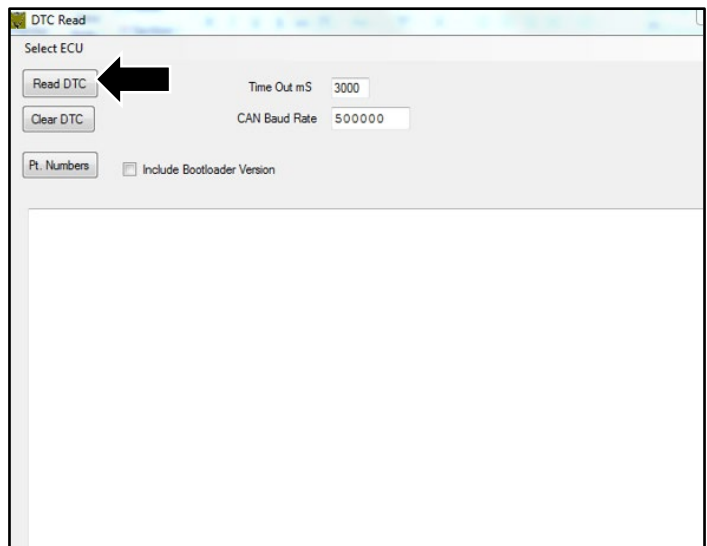 DTC Read
Select ECU
Read DTC
Time Out mS 3000
Clear DTC
CAN Baud Rate 500000
Pt. Numbers
Include Bootloader Version